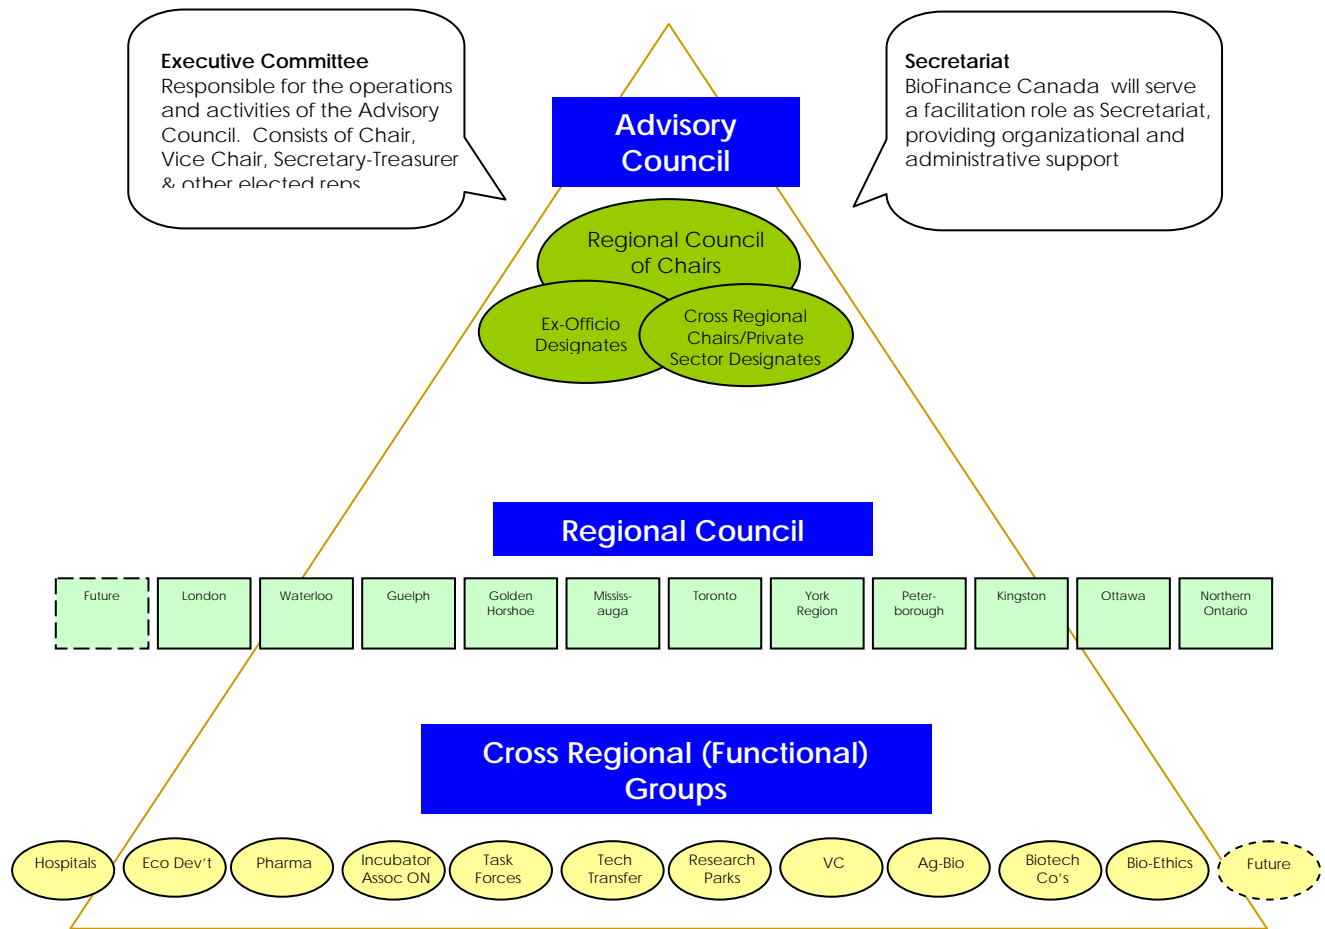 Executive Committee
Responsible for the operations
and activities of the Advisory
Council. Consists of Chair,
Vice Chair, Secretary-Treasurer
& other elected reps
Secretariat
BioFinance Canada will serve
a facilitation role as Secretariat,
providing organizational and
administrative support
Advisory
Council
Regional Council
of Chairs
Ex-Officio
Designates
Cross Regional
Chairs/Private
Sector Designates
Regional Council
Future
London
Waterloo
Guelph
Golden
Horshoe
Mississ-
auga
Toronto
York
Region
Peter-
borough
Kingston
Ottawa
Northern
Ontario
Cross Regional (Functional)
Groups
Hospitals
Eco Dev't
Pharma
Incubator
Assoc ON
Task
Forces
Tech
Transfer
Research
Parks
VC
Ag-Bio
Biotech
Co's
Bio-Ethics
Future